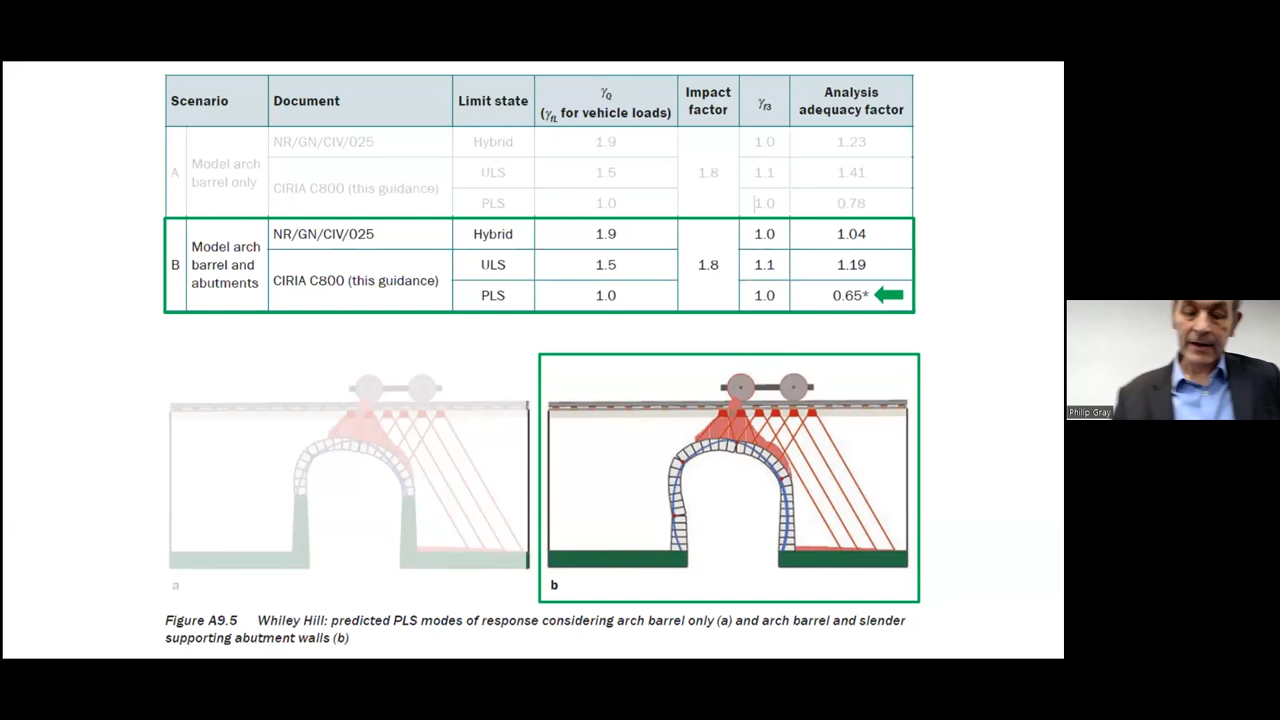 Scenario Document Limit state γQ (γfL for vehicle loads) Impact factor γf3 Analysis adequacy factor
A Model arch barrel only NR/GN/CIV/025 Hybrid 1.9 1.8 1.0 1.23
CIRIA C800 (this guidance) ULS 1.5 1.1 1.41
PLS 1.0 1.0 0.78
B Model arch barrel and abutments NR/GN/CIV/025 Hybrid 1.9 1.8 1.0 1.04
CIRIA C800 (this guidance) ULS 1.5 1.1 1.19
PLS 1.0 1.0 0.65*
Philip Gray
a b
Figure A9.5 Whiley Hill: predicted PLS modes of response considering arch barrel only (a) and arch barrel and slender
supporting abutment walls (b)